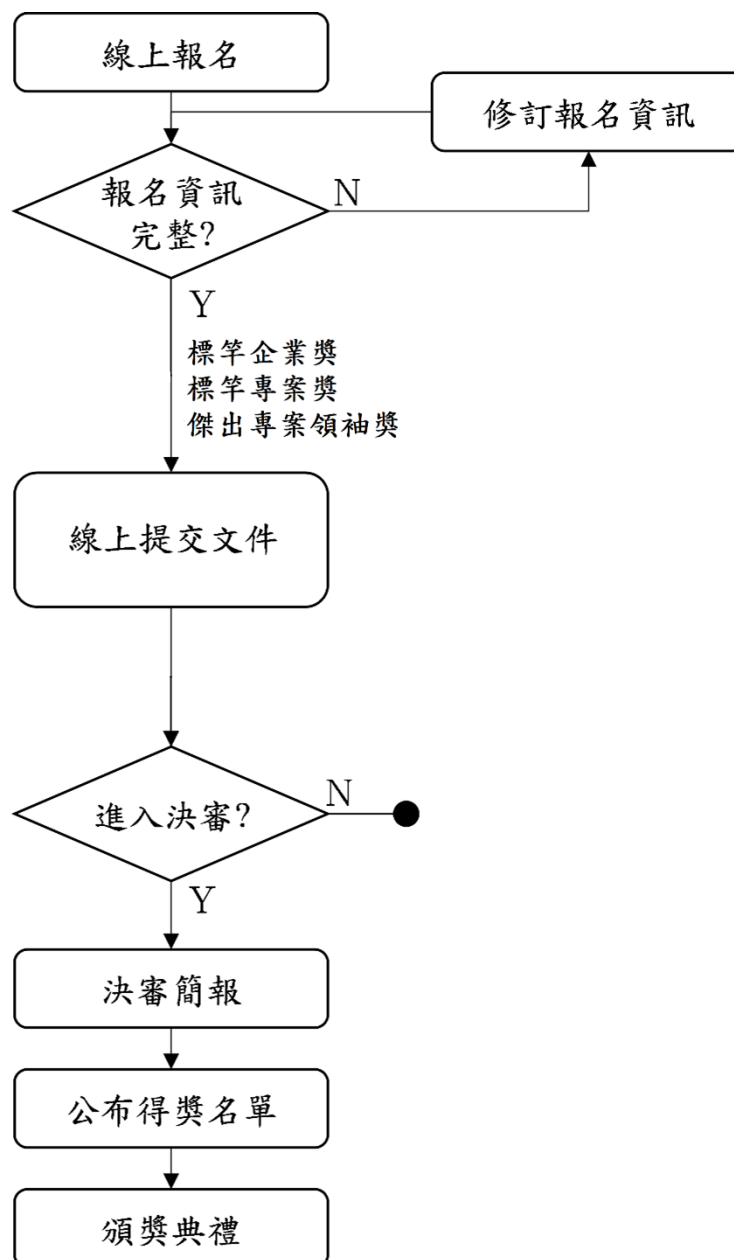 線上報名
修訂報名資訊
報名資訊
完整?
N
Y
標竿企業獎
標竿專案獎
傑出專案領袖獎
線上提交文件
進入決審?
N
Y
決審簡報
公布得獎名單
頒獎典禮